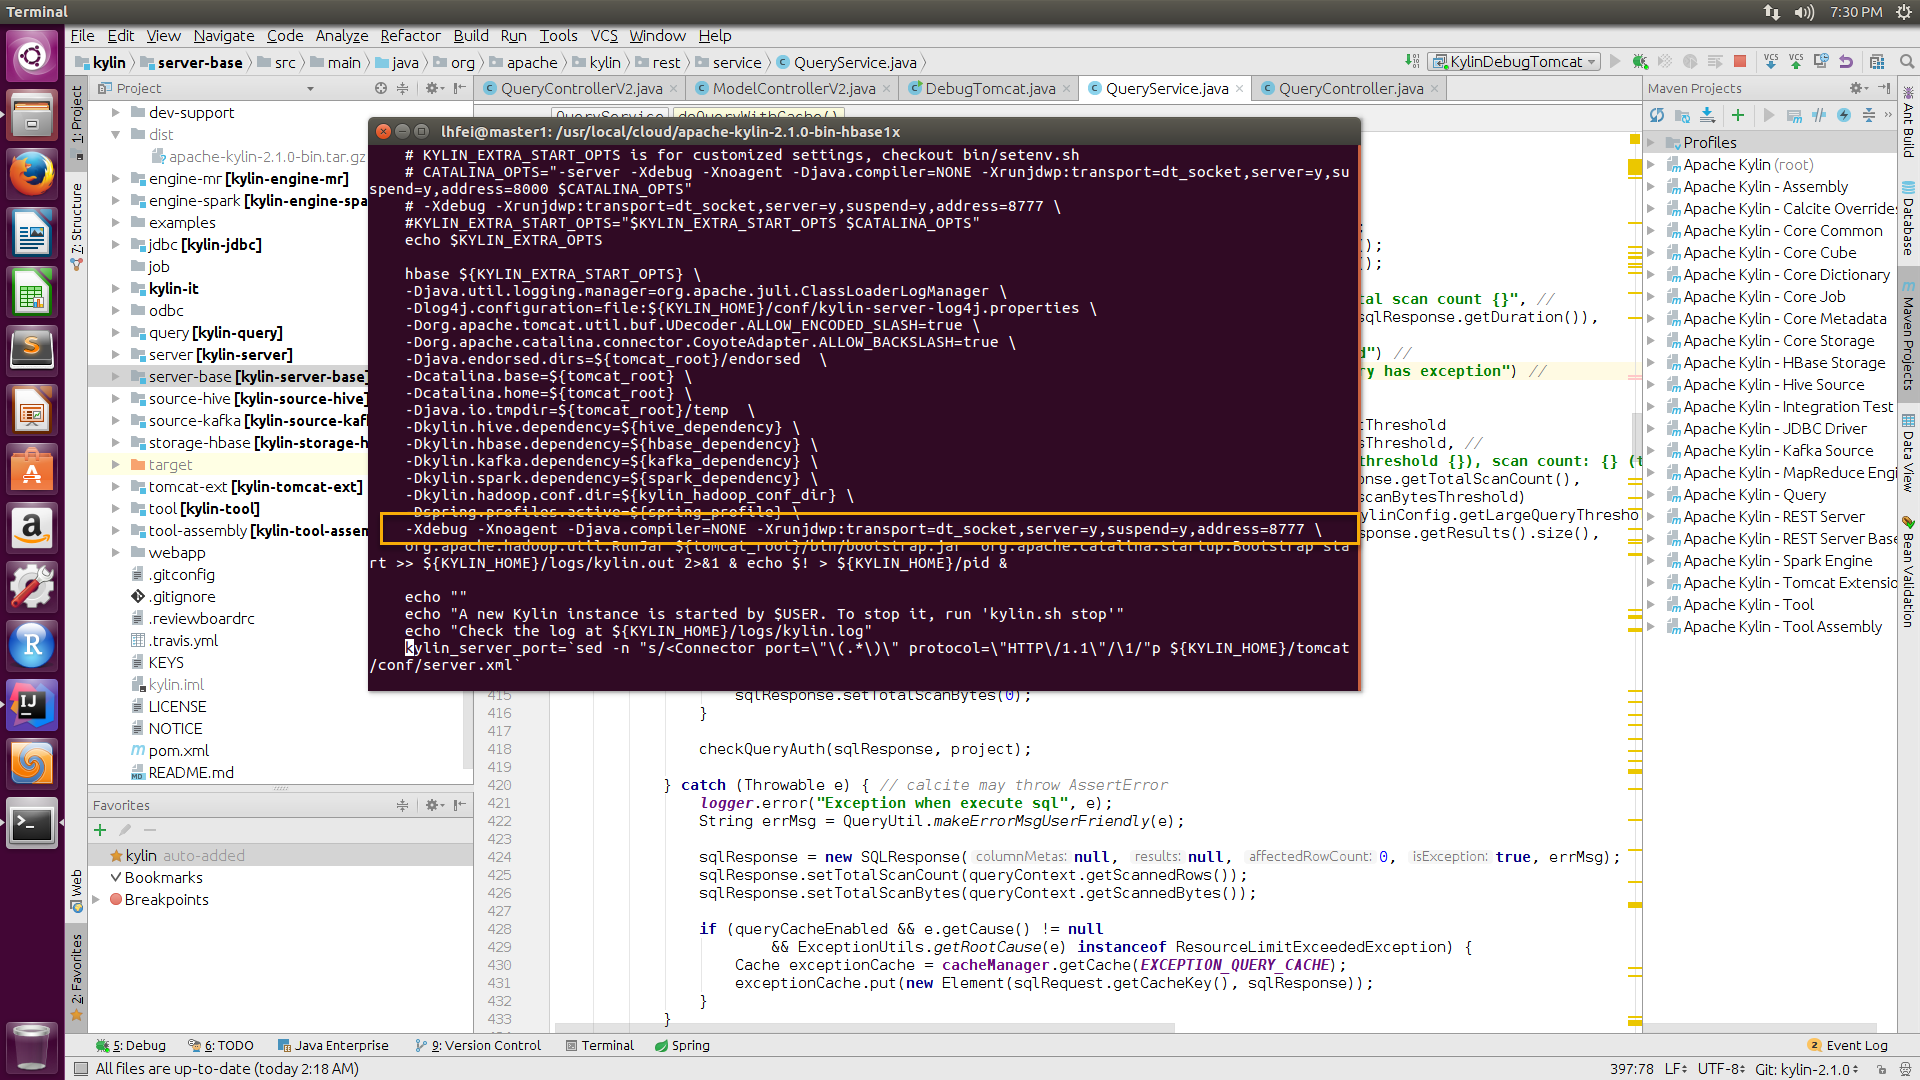 Terminal
7:30 PM
File Edit View Navigate Code Analyze Refactor Build Run Tools VCS Window Help
kylin server-base src main java org apache kylin rest service QueryService.java
KylinDebugTomcat
Project
QueryControllerV2.java ModelControllerV2.java DebugTomcat.java QueryService.java QueryController.java
Maven Projects
1: Project
7: Structure
Web
2: Favorites
dev-support
dist
apache-kylin-2.1.0-bin.tar.gz
engine-mr [kylin-engine-mr]
engine-spark [kylin-engine-spa
examples
jdbc [kylin-jdbc]
job
kylin-it
odbc
query [kylin-query]
server [kylin-server]
server-base [kylin-server-base]
source-hive [kylin-source-hive]
source-kafka [kylin-source-kaf
storage-hbase [kylin-storage-h
target
tomcat-ext [kylin-tomcat-ext]
tool [kylin-tool]
tool-assembly [kylin-tool-assem
webapp
.gitconfig
.gitignore
.reviewboardrc
.travis.yml
KEYS
kylin.iml
LICENSE
NOTICE
pom.xml
README.md
Favorites
kylin auto-added
Bookmarks
Breakpoints
lhfei@master1: /usr/local/cloud/apache-kylin-2.1.0-bin-hbase1x
# KYLIN_EXTRA_START_OPTS is for customized settings, checkout bin/setenv.sh
# CATALINA_OPTS="-server -Xdebug -Xnoagent -Djava.compiler=NONE -Xrunjdwp:transport=dt_socket,server=y,su
spend=y,address=8000 $CATALINA_OPTS"
# -Xdebug -Xrunjdwp:transport=dt_socket,server=y,suspend=y,address=8777 \
#KYLIN_EXTRA_START_OPTS="$KYLIN_EXTRA_START_OPTS $CATALINA_OPTS"
echo $KYLIN_EXTRA_OPTS
hbase ${KYLIN_EXTRA_START_OPTS} \
-Djava.util.logging.manager=org.apache.juli.ClassLoaderLogManager \
-Dlog4j.configuration=file:${KYLIN_HOME}/conf/kylin-server-log4j.properties \
-Dorg.apache.tomcat.util.buf.UDecoder.ALLOW_ENCODED_SLASH=true \
-Dorg.apache.catalina.connector.CoyoteAdapter.ALLOW_BACKSLASH=true \
-Djava.endorsed.dirs=${tomcat_root}/endorsed \
-Dcatalina.base=${tomcat_root} \
-Dcatalina.home=${tomcat_root} \
-Djava.io.tmpdir=${tomcat_root}/temp \
-Dkylin.hive.dependency=${hive_dependency} \
-Dkylin.hbase.dependency=${hbase_dependency} \
-Dkylin.kafka.dependency=${kafka_dependency} \
-Dkylin.spark.dependency=${spark_dependency} \
-Dkylin.hadoop.conf.dir=${kylin_hadoop_conf_dir} \
-Dspring.profiles.active=${spring_profile} \
-Xdebug -Xnoagent -Djava.compiler=NONE -Xrunjdwp:transport=dt_socket,server=y,suspend=y,address=8777 \
org.apache.hadoop.util.RunJar ${tomcat_root}/bin/bootstrap.jar org.apache.catalina.startup.Bootstrap sta
rt >> ${KYLIN_HOME}/logs/kylin.out 2>&1 & echo $! > ${KYLIN_HOME}/pid &
echo ""
echo "A new Kylin instance is started by $USER. To stop it, run 'kylin.sh stop'"
echo "Check the log at ${KYLIN_HOME}/logs/kylin.log"
kylin_server_port=`sed -n "s/<Connector port=\"\(.*\)\" protocol=\"HTTP\/1.1\"/\1/"p ${KYLIN_HOME}/tomcat
/conf/server.xml`
);
);
tal scan count {}", //
sqlResponse.getDuration()),
d") //
ry has exception") //
tThreshold
sThreshold, //
threshold {}), scan count: {} (t
ponse.getTotalScanCount(),
scanBytesThreshold)
ylinConfig.getLargeQueryThresho
ponse.getResults().size(),
415 sqlResponse.setTotalScanBytes(0);
416 }
417
418 checkQueryAuth(sqlResponse, project);
419
420 } catch (Throwable e) { // calcite may throw AssertError
421 logger.error("Exception when execute sql", e);
422 String errMsg = QueryUtil.makeErrorMsgUserFriendly(e);
423
424 sqlResponse = new SQLResponse( columnMetas: null, results: null, affectedRowCount: 0, isException: true, errMsg);
425 sqlResponse.setTotalScanCount(queryContext.getScannedRows());
426 sqlResponse.setTotalScanBytes(queryContext.getScannedBytes());
427
428 if (queryCacheEnabled && e.getCause() != null
429 && ExceptionUtils.getRootCause(e) instanceof ResourceLimitExceededException) {
430 Cache exceptionCache = cacheManager.getCache(EXCEPTION_QUERY_CACHE);
431 exceptionCache.put(new Element(sqlRequest.getCacheKey(), sqlResponse));
432 }
433 }
Profiles
Apache Kylin (root)
Apache Kylin - Assembly
Apache Kylin - Calcite Overrides
Apache Kylin - Core Common
Apache Kylin - Core Cube
Apache Kylin - Core Dictionary
Apache Kylin - Core Job
Apache Kylin - Core Metadata
Apache Kylin - Core Storage
Apache Kylin - HBase Storage
Apache Kylin - Hive Source
Apache Kylin - Integration Test
Apache Kylin - JDBC Driver
Apache Kylin - Kafka Source
Apache Kylin - MapReduce Engi
Apache Kylin - Query
Apache Kylin - REST Server
Apache Kylin - REST Server Base
Apache Kylin - Spark Engine
Apache Kylin - Tomcat Extensio
Apache Kylin - Tool
Apache Kylin - Tool Assembly
Ant Build
Database
Maven Projects
Data View
Bean Validation
5: Debug 6: TODO Java Enterprise 9: Version Control Terminal Spring
2 Event Log
All files are up-to-date (today 2:18 AM)
397:78 LF UTF-8 Git: kylin-2.1.0